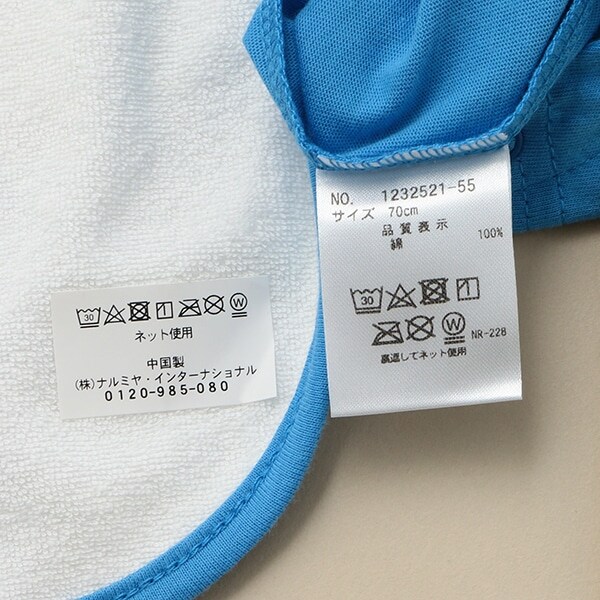 NO. 1232521-55
サイズ 70cm
品質表示
綿 100%
30
W NR-228
裏返してネット使用
30 W
ネット使用
中国製
(株)ナルミヤ・インターナショナル
0120-985-080